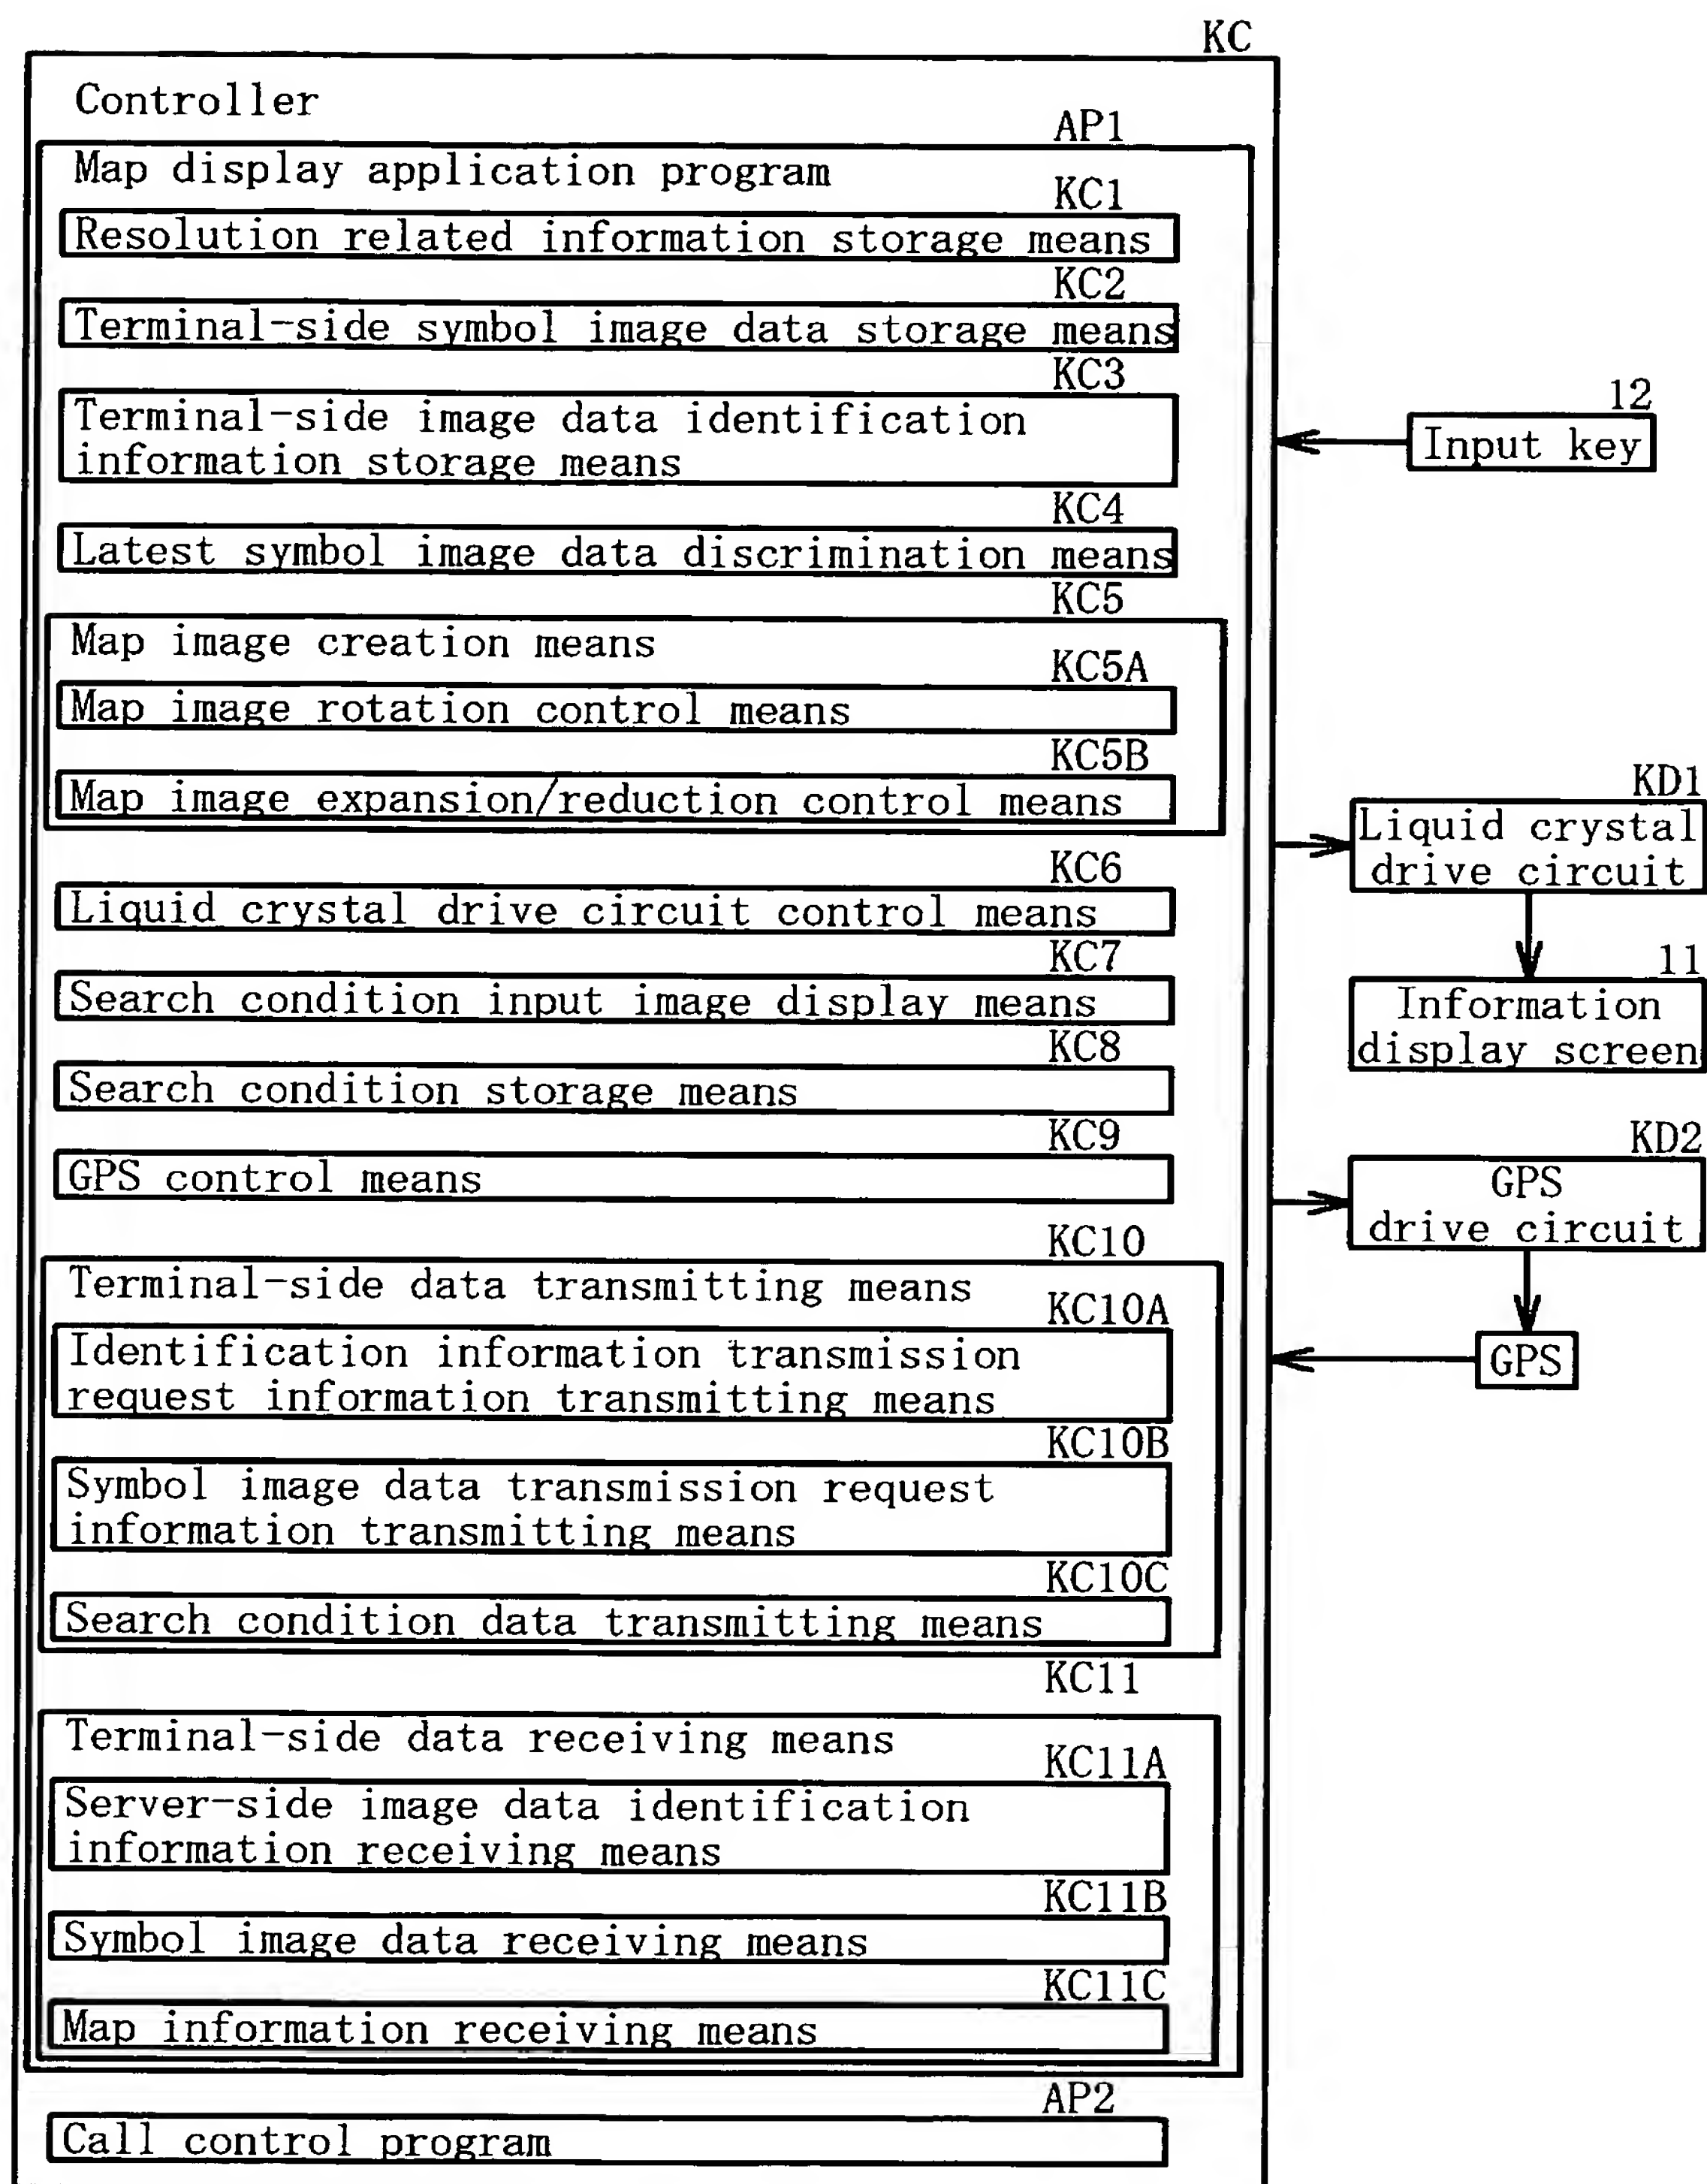 KC
Controller
AP1
Map display application program
KC1
Resolution related information storage means
KC2
Terminal-side symbol image data storage means
KC3
Terminal-side image data identification
information storage means
KC4
Latest symbol image data discrimination means
KC5
Map image creation means
KC5A
Map image rotation control means
KC5B
Map image expansion/reduction control means
KC6
Liquid crystal drive circuit control means
KC7
Search condition input image display means
KC8
Search condition storage means
KC9
GPS control means
KC10
Terminal-side data transmitting means
KC10A
Identification information transmission
request information transmitting means
KC10B
Symbol image data transmission request
information transmitting means
KC10C
Search condition data transmitting means
KC11
Terminal-side data receiving means
KC11A
Server-side image data identification
information receiving means
KC11B
Symbol image data receiving means
KC11C
Map information receiving means
AP2
Call control program
12
Input key
KD1
Liquid crystal
drive circuit
11
Information
display screen
KD2
GPS
drive circuit
GPS